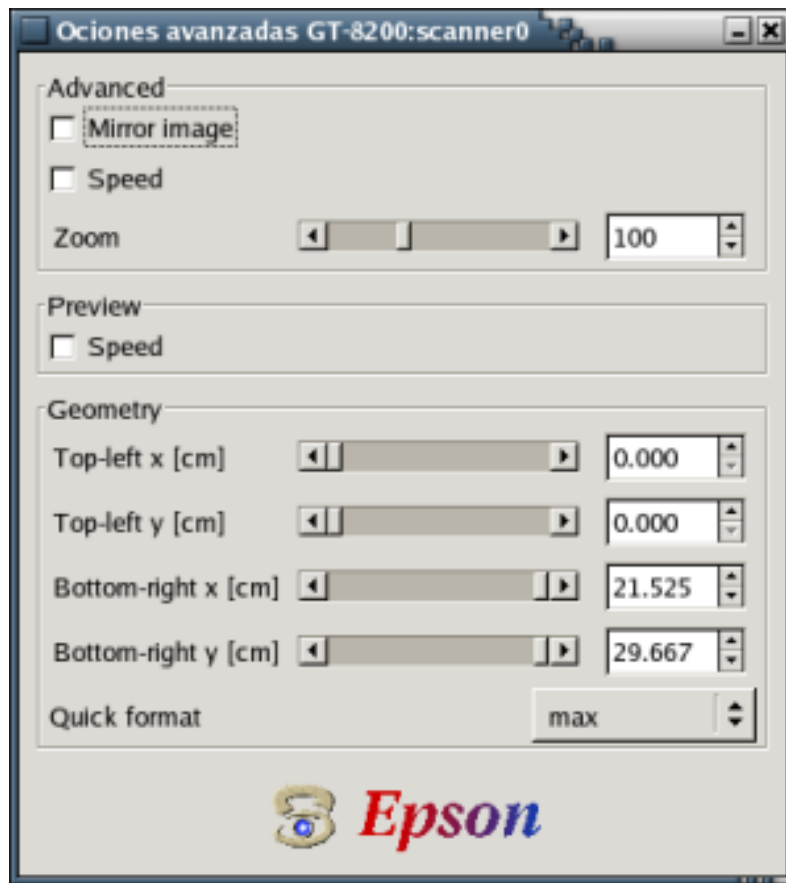 Ociones avanzadas GT-8200:scanner0
Advanced
Mirror image
Speed
Zoom 100
Preview
Speed
Geometry
Top-left x [cm] 0.000
Top-left y [cm] 0.000
Bottom-right x [cm] 21.525
Bottom-right y [cm] 29.667
Quick format max
Epson